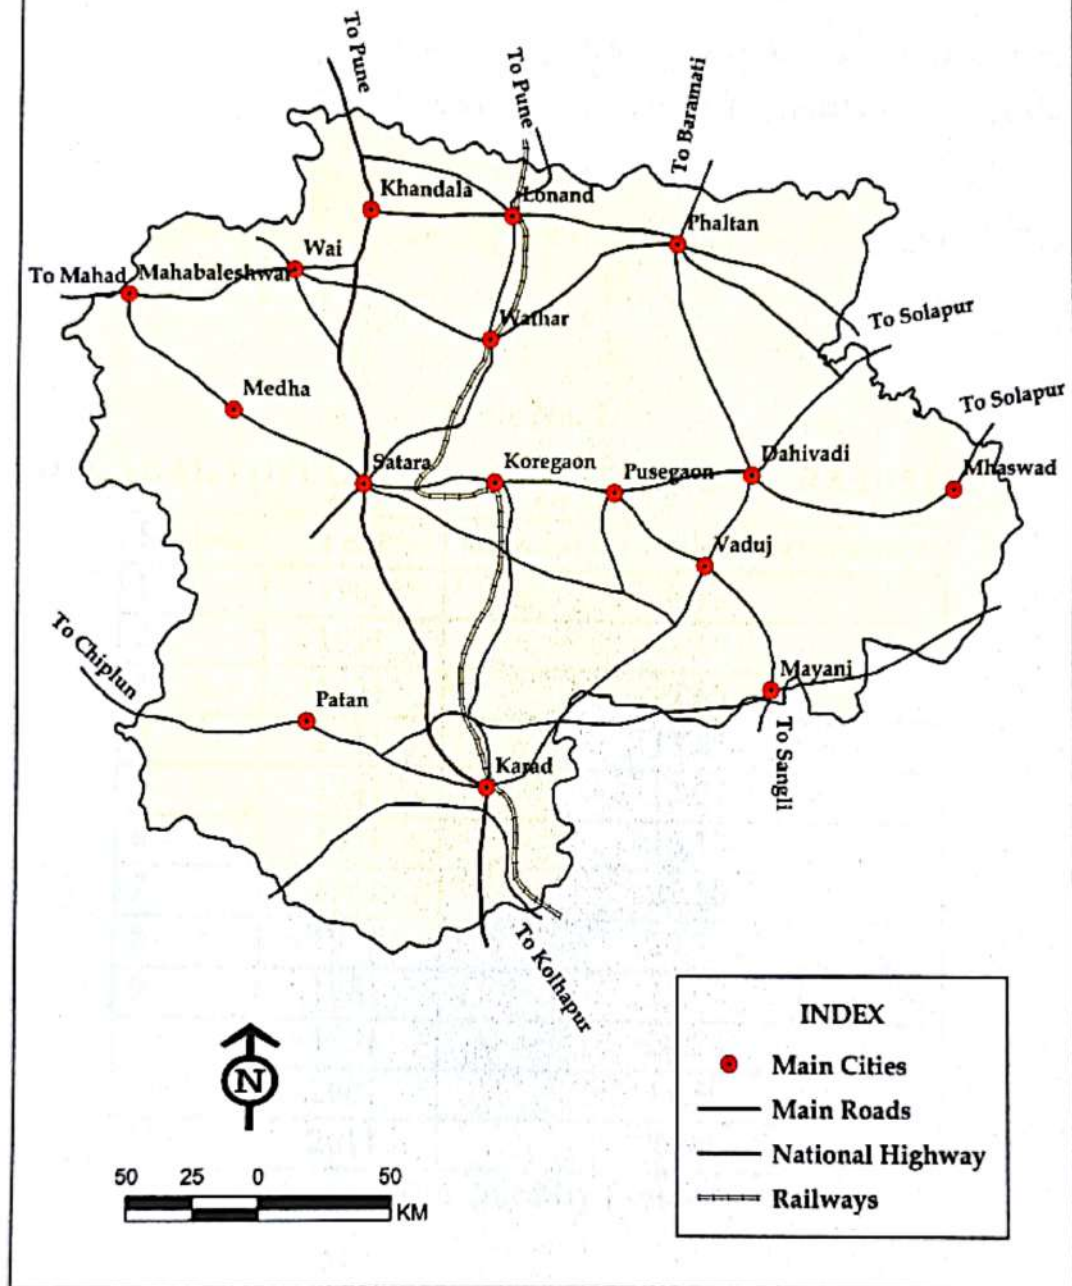 To Pune
To Pune
To Baramati
Khandala
Lonand
Phaltan
Wai
To Mahad
Mahabaleshwar
To Solapur
Wathar
Medha
To Solapur
Satara
Koregaon
Pusegaon
Dahivadi
Mhaswad
Vaduj
To Chiplun
Mayani
Patan
To Sangli
Karad
To Kolhapur
INDEX
Main Cities
Main Roads
National Highway
Railways
N
50 25 0 50
KM